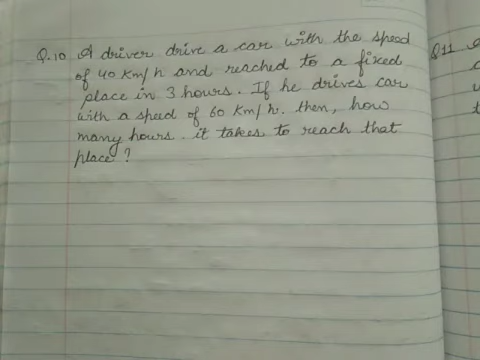 Q.10 A driver drive a car with the speed
of 40 Km/h and reached to a fixed
place in 3 hours. If he drives car
with a speed of 60 Km/h. then, how
many hours. it takes to reach that
place?
Q11